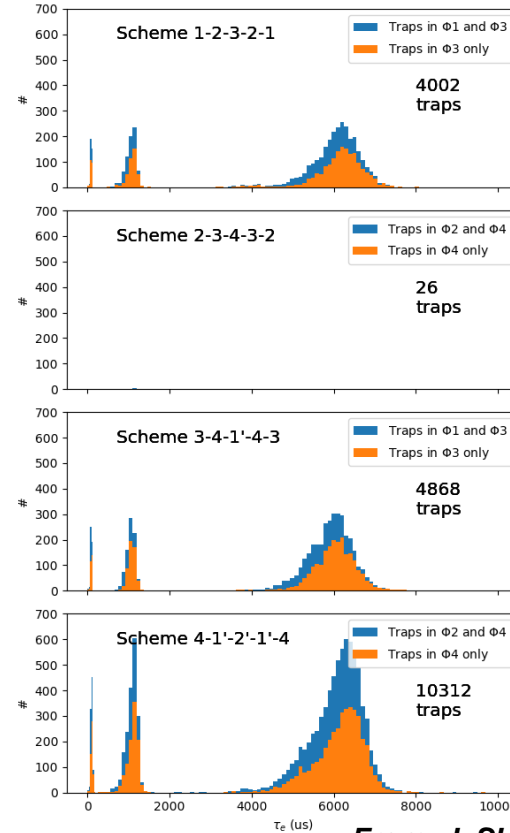 700
600
500
400
300
200
100
0
#
Scheme 1-2-3-2-1
Traps in Φ1 and Φ3
Traps in Φ3 only
4002
traps
700
600
500
400
300
200
100
0
#
Scheme 2-3-4-3-2
Traps in Φ2 and Φ4
Traps in Φ4 only
26
traps
700
600
500
400
300
200
100
0
#
Scheme 3-4-1'-4-3
Traps in Φ1 and Φ3
Traps in Φ3 only
4868
traps
700
600
500
400
300
200
100
0
#
Scheme 4-1'-2'-1'-4
Traps in Φ2 and Φ4
Traps in Φ4 only
10312
traps
0 2000 4000 6000 8000 1000
τe (us)